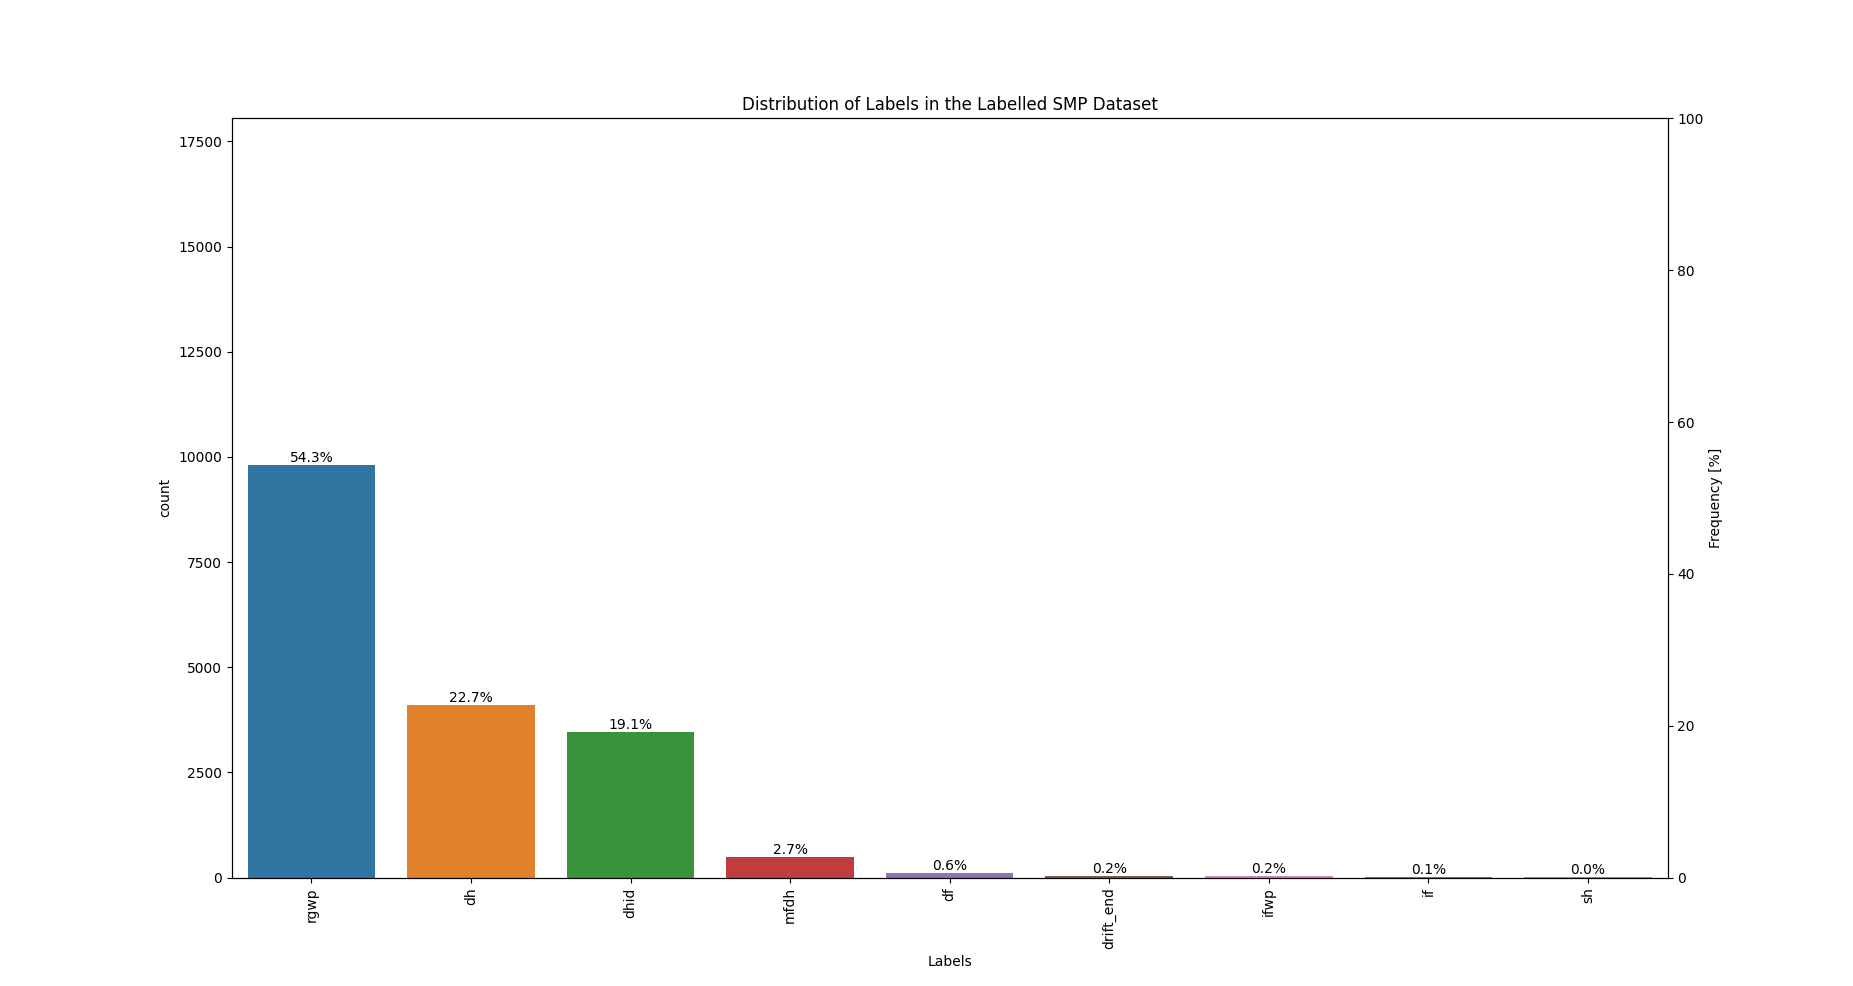 Distribution of Labels in the Labelled SMP Dataset
17500
15000
12500
10000
7500
5000
2500
0
count
100
80
60
40
20
0
Frequency [%]
54.3%
22.7%
19.1%
2.7%
0.6%
0.2%
0.2%
0.1%
0.0%
rgwp
dh
dhid
mfdh
df
drift_end
ifwp
if
sh
Labels